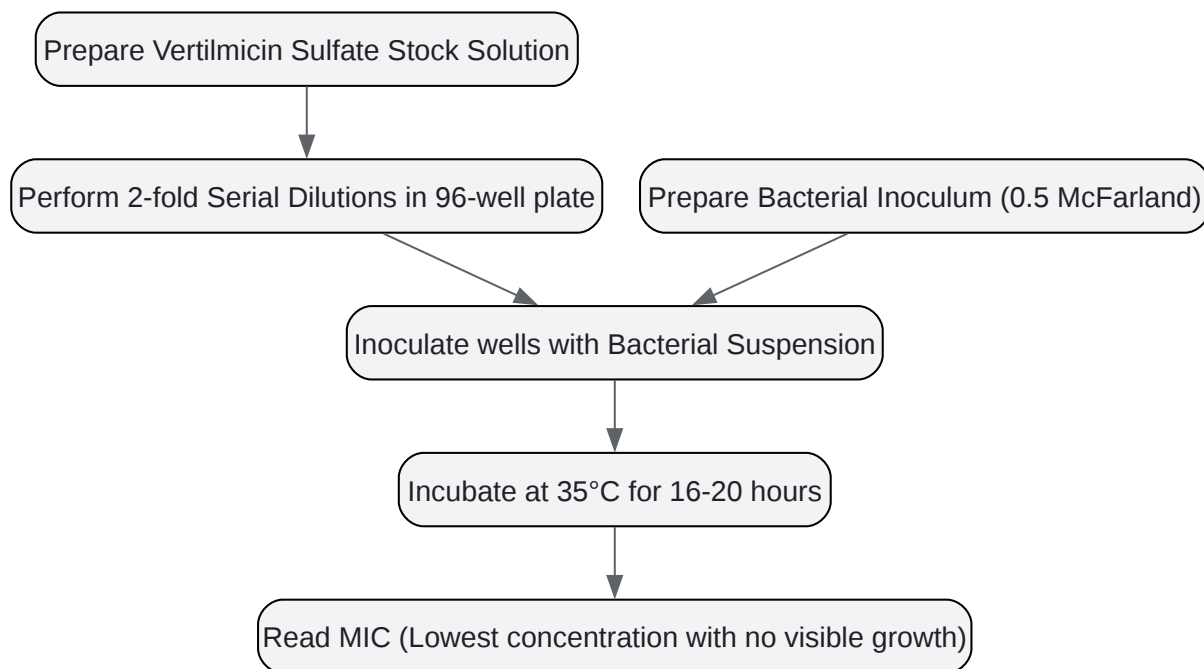 Prepare Vertilmicin Sulfate Stock Solution
Perform 2-fold Serial Dilutions in 96-well plate
Prepare Bacterial Inoculum (0.5 McFarland)
Inoculate wells with Bacterial Suspension
Incubate at 35°C for 16-20 hours
Read MIC (Lowest concentration with no visible growth)